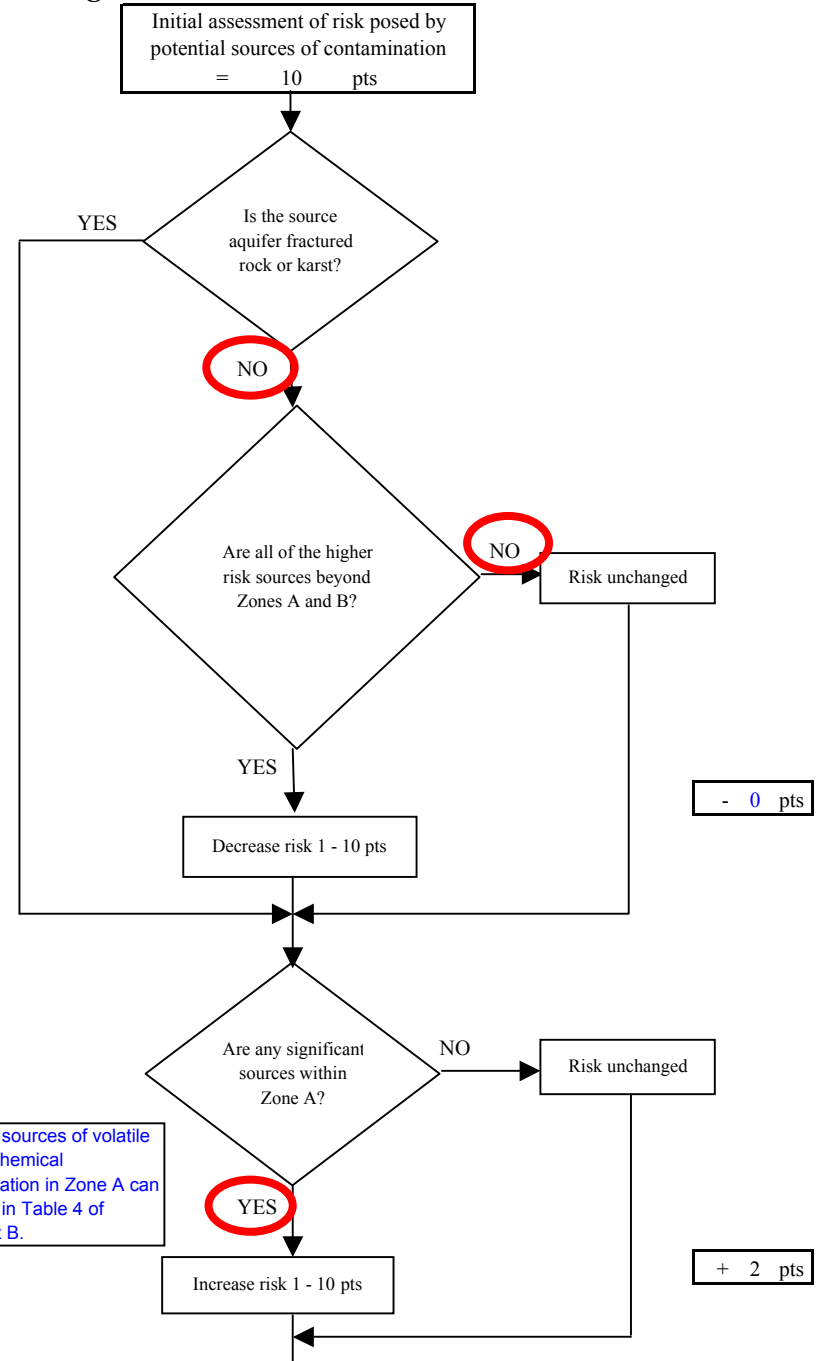 Initial assessment of risk posed by
potential sources of contamination
= 10 pts
YES
Is the source
aquifer fractured
rock or karst?
NO
Are all of the higher
risk sources beyond
Zones A and B?
NO
Risk unchanged
YES
- 0 pts
Decrease risk 1 - 10 pts
Are any significant
sources within
Zone A?
NO
Risk unchanged
sources of volatile
hemical
ation in Zone A can
in Table 4 of
B.
YES
+ 2 pts
Increase risk 1 - 10 pts